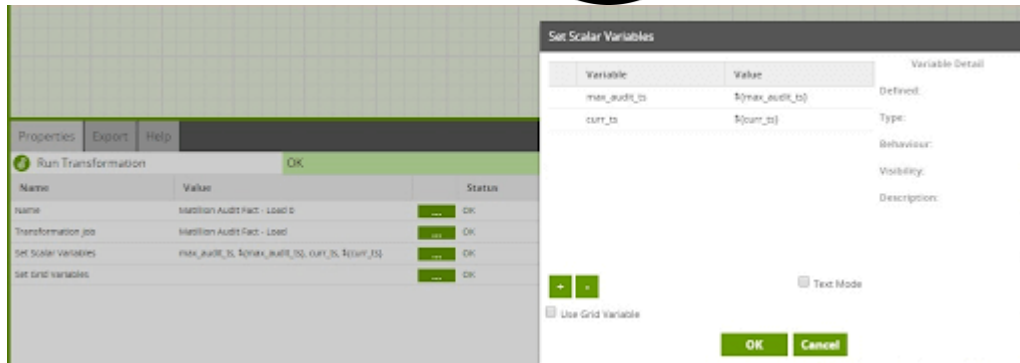 Set Scalar Variables
Variable Value
max_audit_ts ${max_audit_ts}
curr_ts ${curr_ts}
Variable Detail
Defined:
Type:
Behaviour:
Visibility:
Description:
+ -
Text Mode
Use Grid Variable
OK Cancel
Properties Export Help
Run Transformation OK
Name Value Status
Name Matillion Audit Fact - Load 0 ... OK
Transformation Job Matillion Audit Fact - Load ... OK
Set Scalar Variables max_audit_ts, ${max_audit_ts}, curr_ts, ${curr_ts} ... OK
Set Grid Variables ... OK